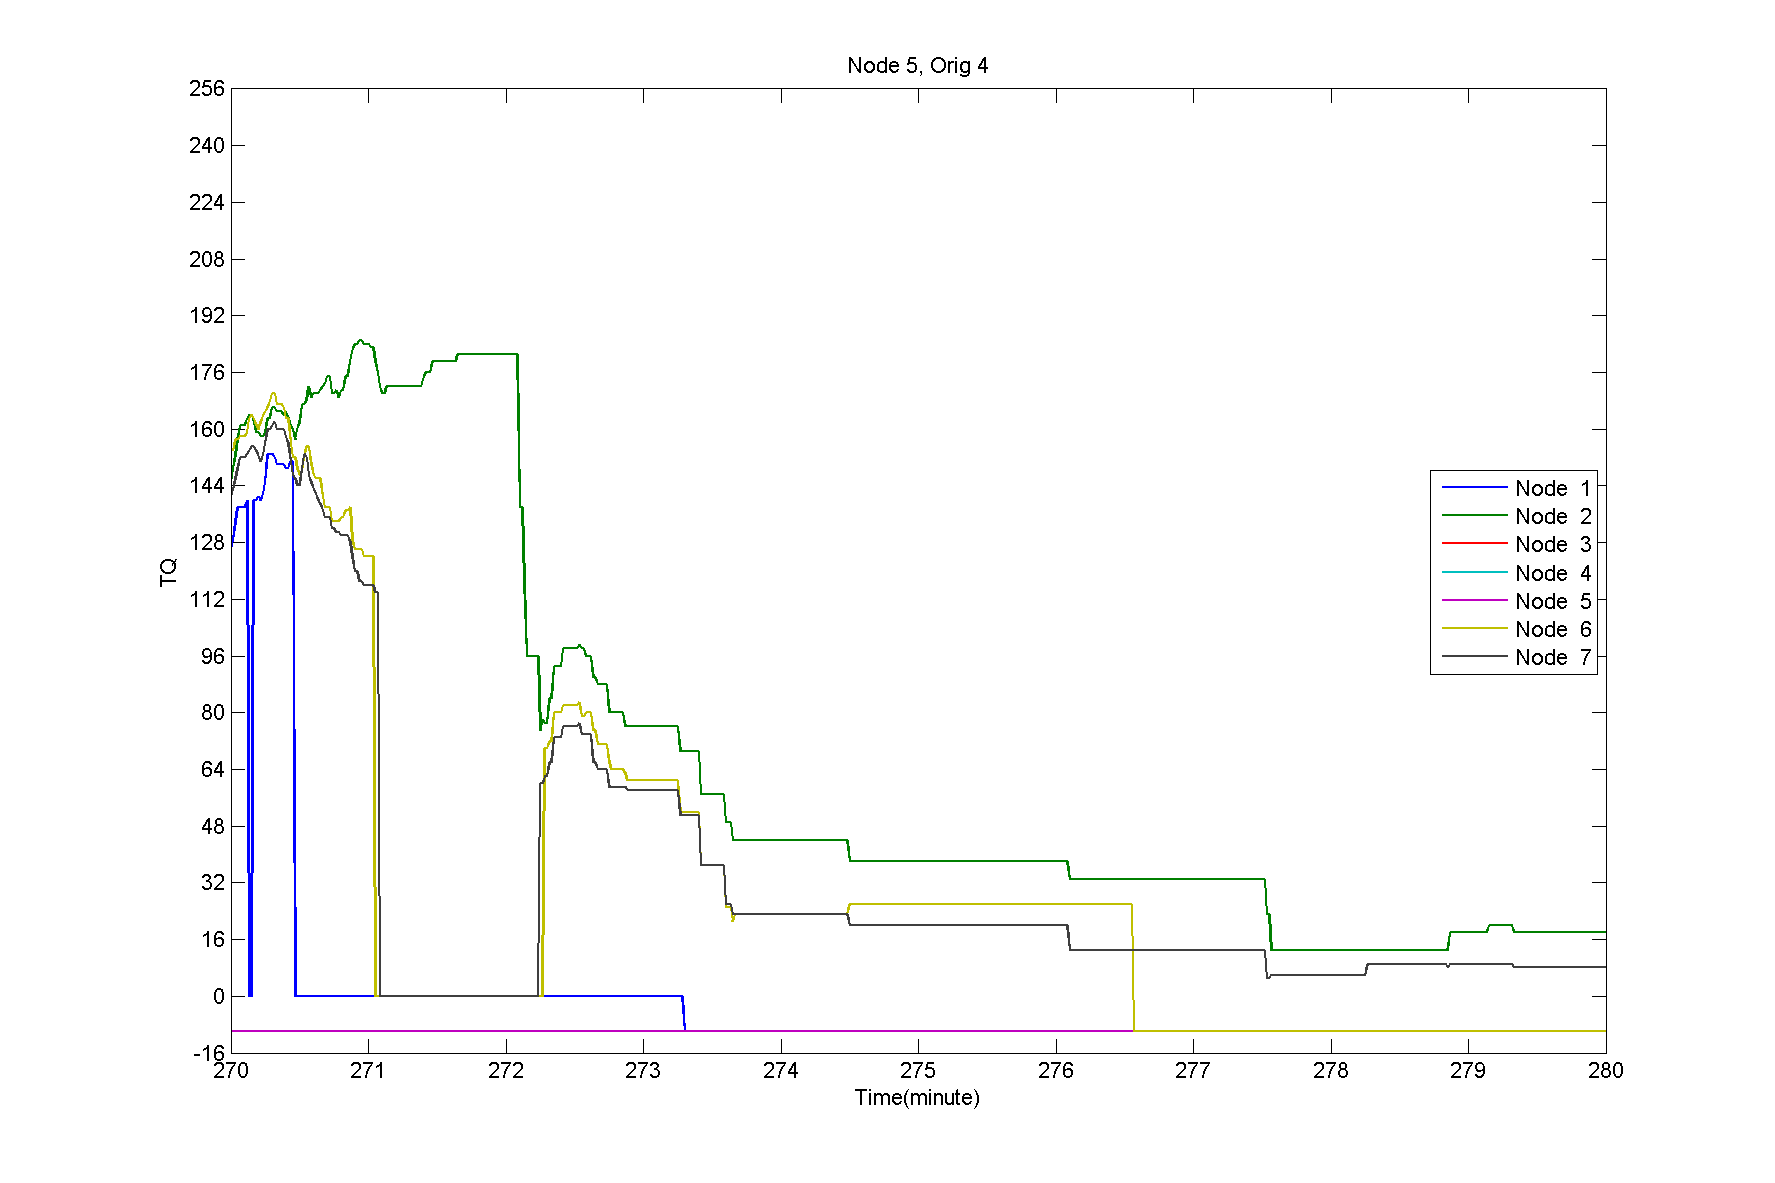 Node 5, Orig 4
256
240
224
208
192
176
160
144
128
112
96
80
64
48
32
16
0
-16
TQ
Node 1
Node 2
Node 3
Node 4
Node 5
Node 6
Node 7
270 271 272 273 274 275 276 277 278 279 280
Time(minute)